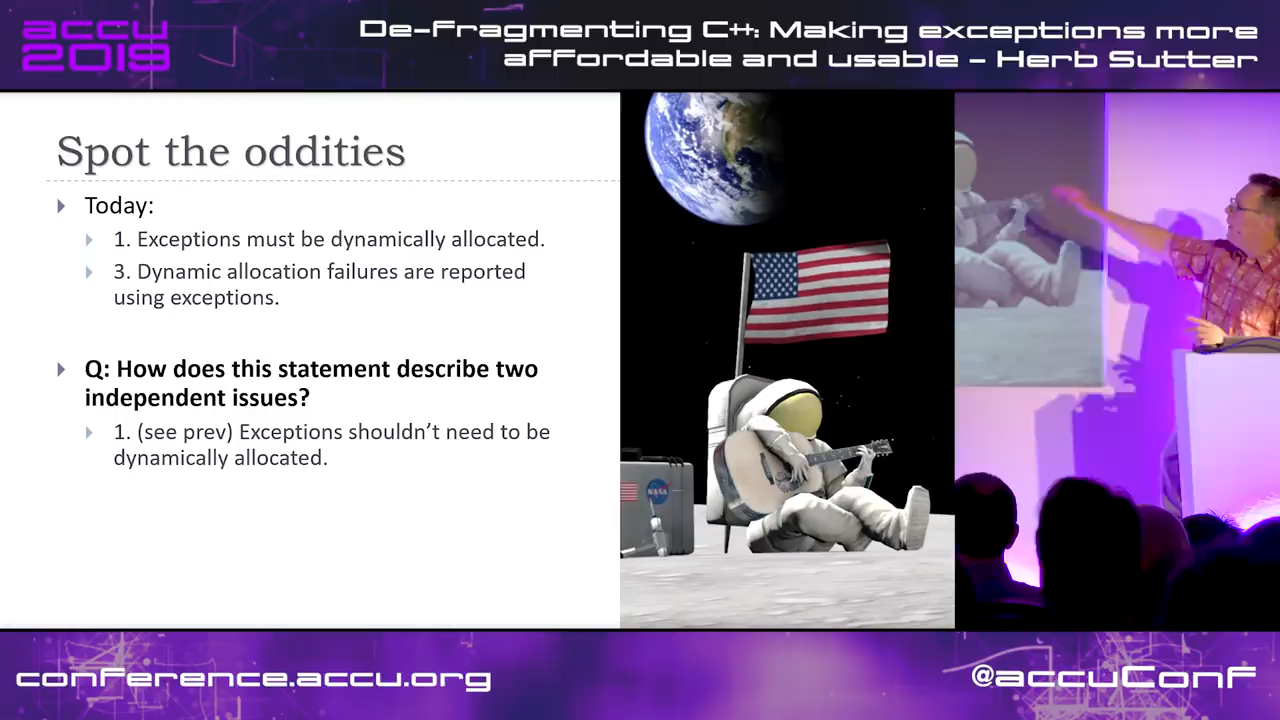 accu
2019
De-Fragmenting C++: Making exceptions more
affordable and usable - Herb Sutter
Spot the oddities
Today:
1. Exceptions must be dynamically allocated.
3. Dynamic allocation failures are reported
using exceptions.
Q: How does this statement describe two
independent issues?
1. (see prev) Exceptions shouldn’t need to be
dynamically allocated.
NASA
conference.accu.org
@accuConf